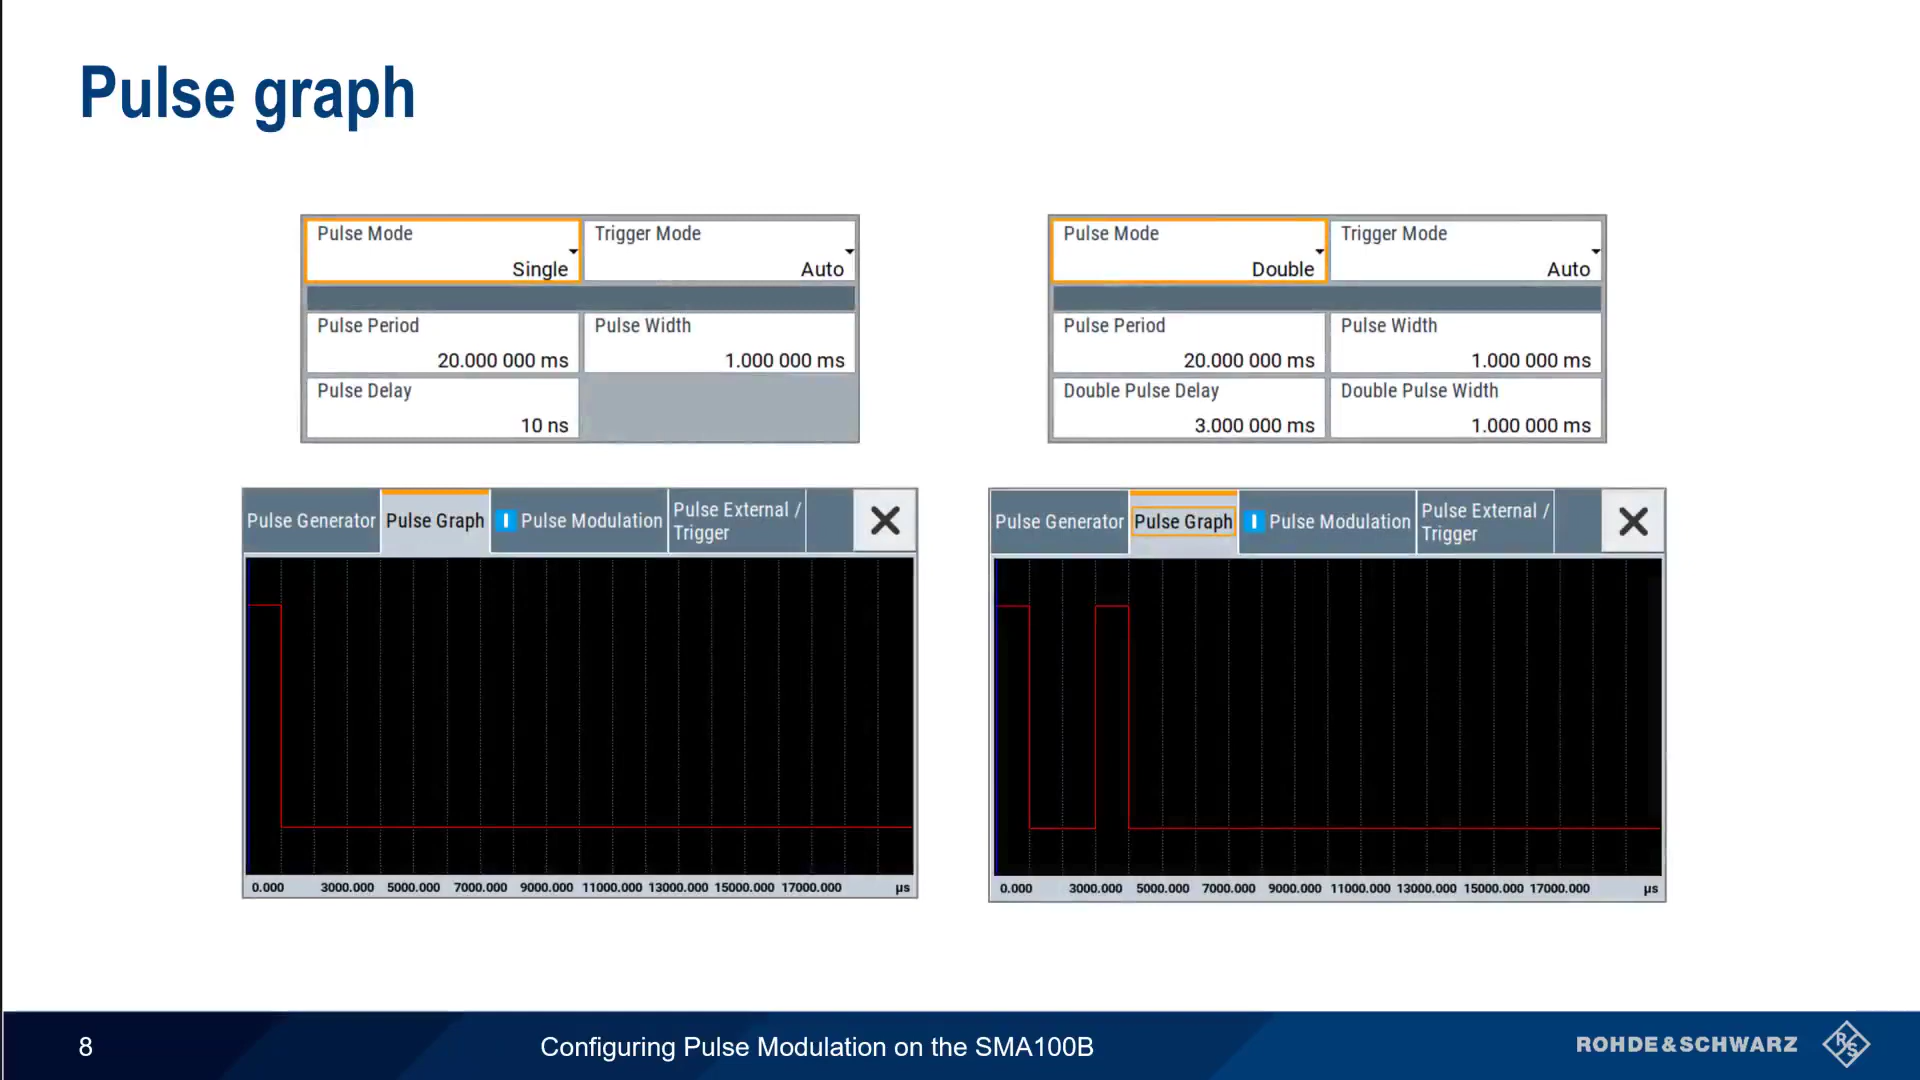 Pulse graph
Pulse Mode
Single
Trigger Mode
Auto
Pulse Period
20.000 000 ms
Pulse Width
1.000 000 ms
Pulse Delay
10 ns
Pulse Mode
Double
Trigger Mode
Auto
Pulse Period
20.000 000 ms
Pulse Width
1.000 000 ms
Double Pulse Delay
3.000 000 ms
Double Pulse Width
1.000 000 ms
Pulse Generator
Pulse Graph
Pulse Modulation
Pulse External /
Trigger
0.000 3000.000 5000.000 7000.000 9000.000 11000.000 13000.000 15000.000 17000.000 µs
Pulse Generator
Pulse Graph
Pulse Modulation
Pulse External /
Trigger
0.000 3000.000 5000.000 7000.000 9000.000 11000.000 13000.000 15000.000 17000.000 µs
8
Configuring Pulse Modulation on the SMA100B
ROHDE&SCHWARZ
R&S